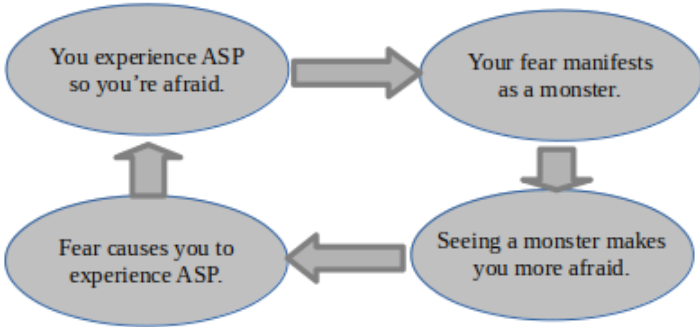 You experience ASP
so you’re afraid.
Your fear manifests
as a monster.
Seeing a monster makes
you more afraid.
Fear causes you to
experience ASP.